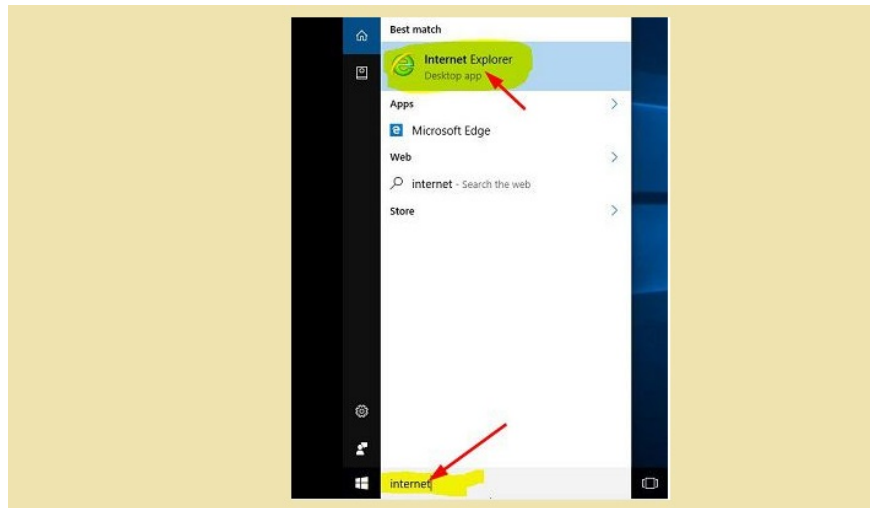 Best match
Internet Explorer
Desktop app
Apps
Microsoft Edge
Web
internet - Search the web
Store
internet